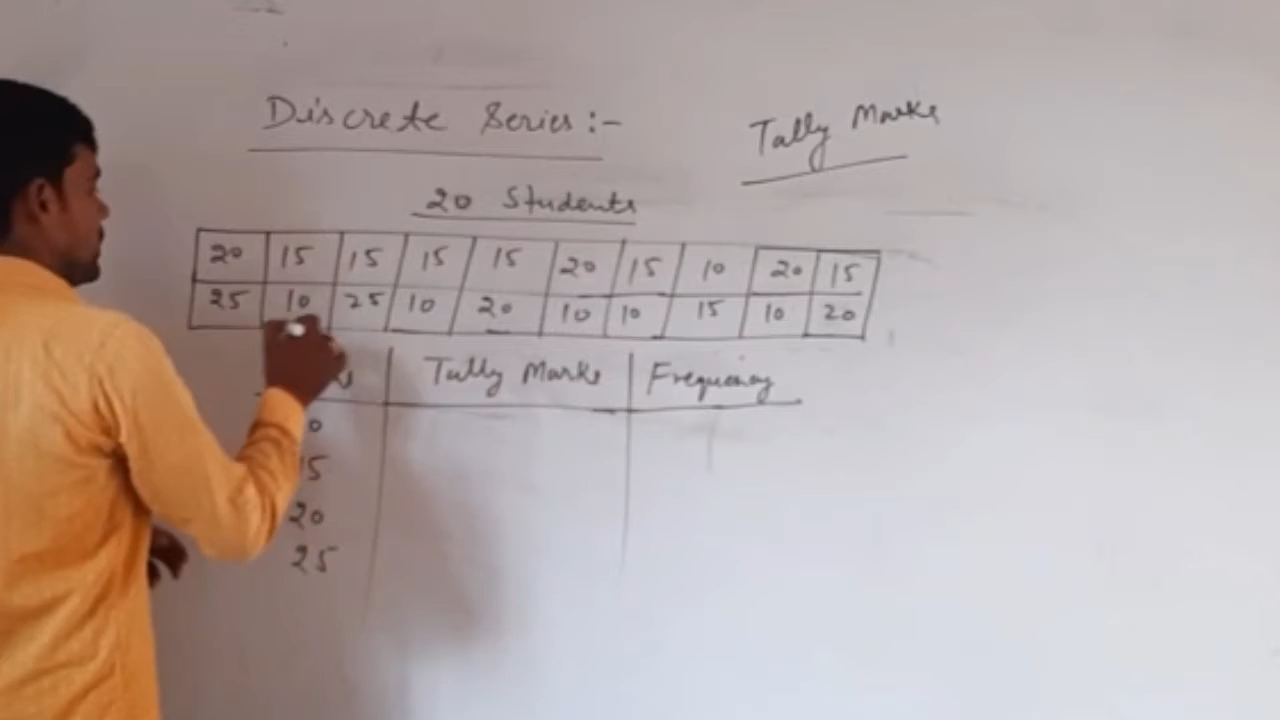 Discrete Series :-
Tally Marks
20 Students
20 15 15 15 15 20 15 10 20 15
25 10 25 10 20 10 10 15 10 20
Tally Marks Frequency
15
20
25